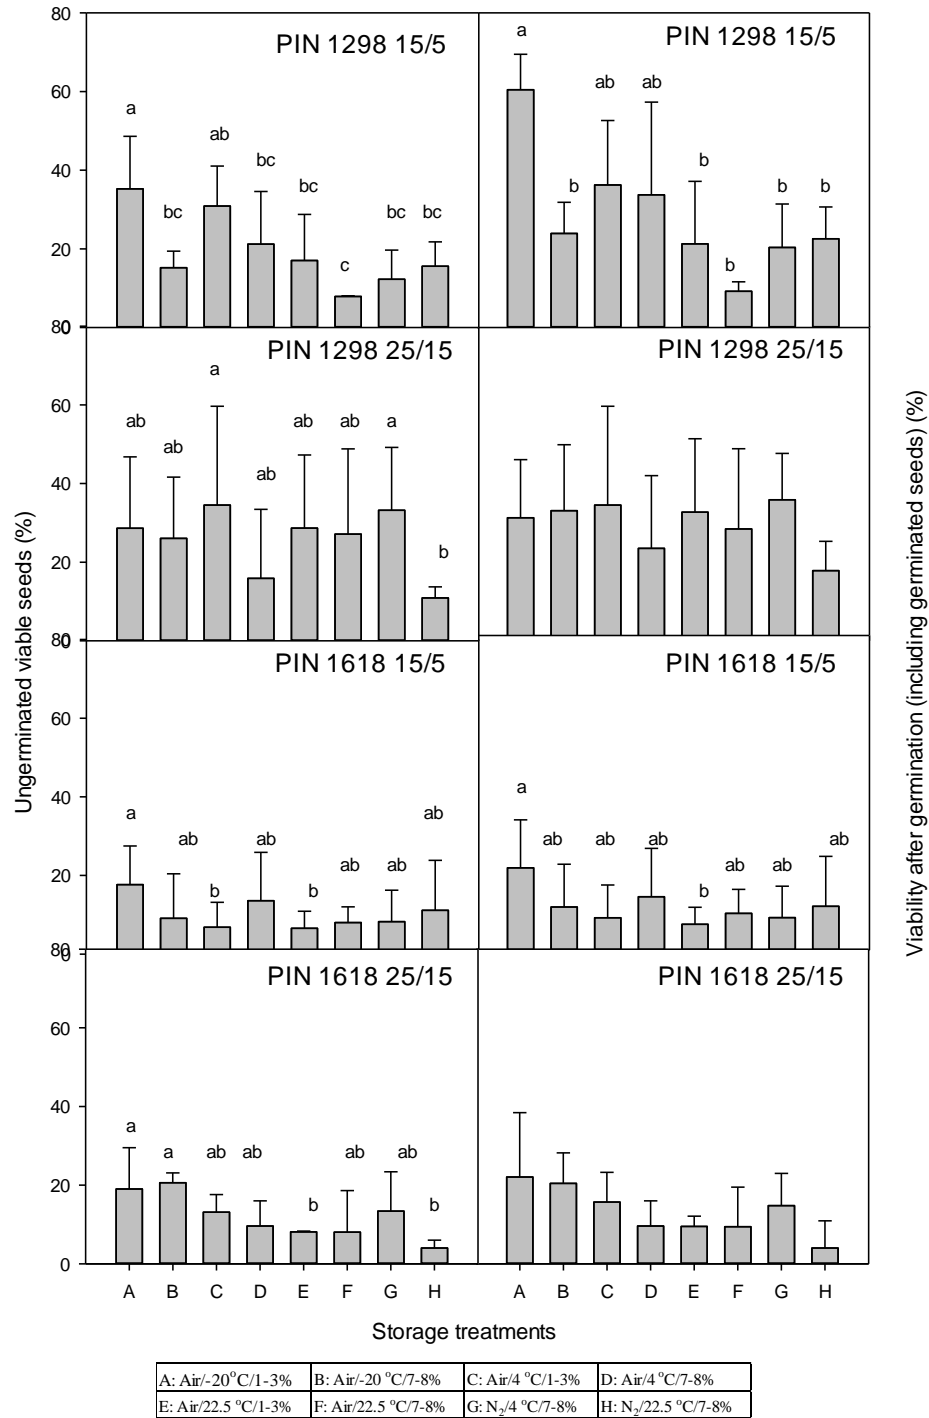 80
60
40
20
0
PIN 1298 15/5
a
bc
ab
bc
bc
c
bc
bc
PIN 1298 15/5
a
b
ab
ab
b
b
b
b
80
60
40
20
0
PIN 1298 25/15
ab
ab
a
ab
ab
ab
a
b
PIN 1298 25/15
80
60
40
20
0
PIN 1618 15/5
a
ab
b
ab
b
ab
ab
ab
PIN 1618 15/5
a
ab
ab
ab
b
ab
ab
ab
80
60
40
20
0
PIN 1618 25/15
a
a
ab
ab
b
ab
ab
b
PIN 1618 25/15
A B C D E F G H
A B C D E F G H
Ungerminated viable seeds (%)
Viability after germination (including germinated seeds) (%)
Storage treatments
A: Air/-20°C/1-3% B: Air/-20 °C/7-8% C: Air/4 °C/1-3% D: Air/4 °C/7-8%
E: Air/22.5 °C/1-3% F: Air/22.5 °C/7-8% G: N₂/4 °C/7-8% H: N₂/22.5 °C/7-8%